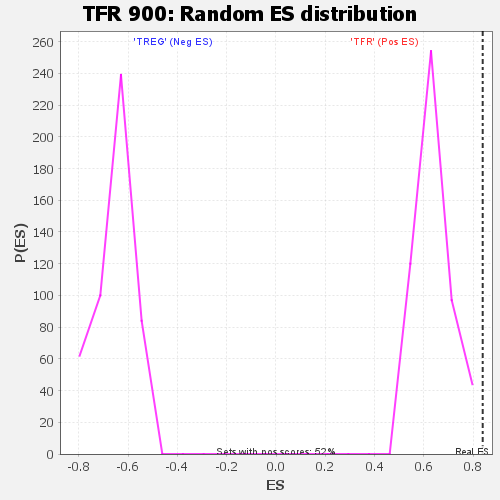 TFR 900: Random ES distribution
'TREG' (Neg ES)
'TFR' (Pos ES)
260
240
220
200
180
160
140
120
100
80
60
40
20
0
P(ES)
Sets with pos scores: 52%
Real ES
-0.8 -0.6 -0.4 -0.2 0.0 0.2 0.4 0.6 0.8
ES